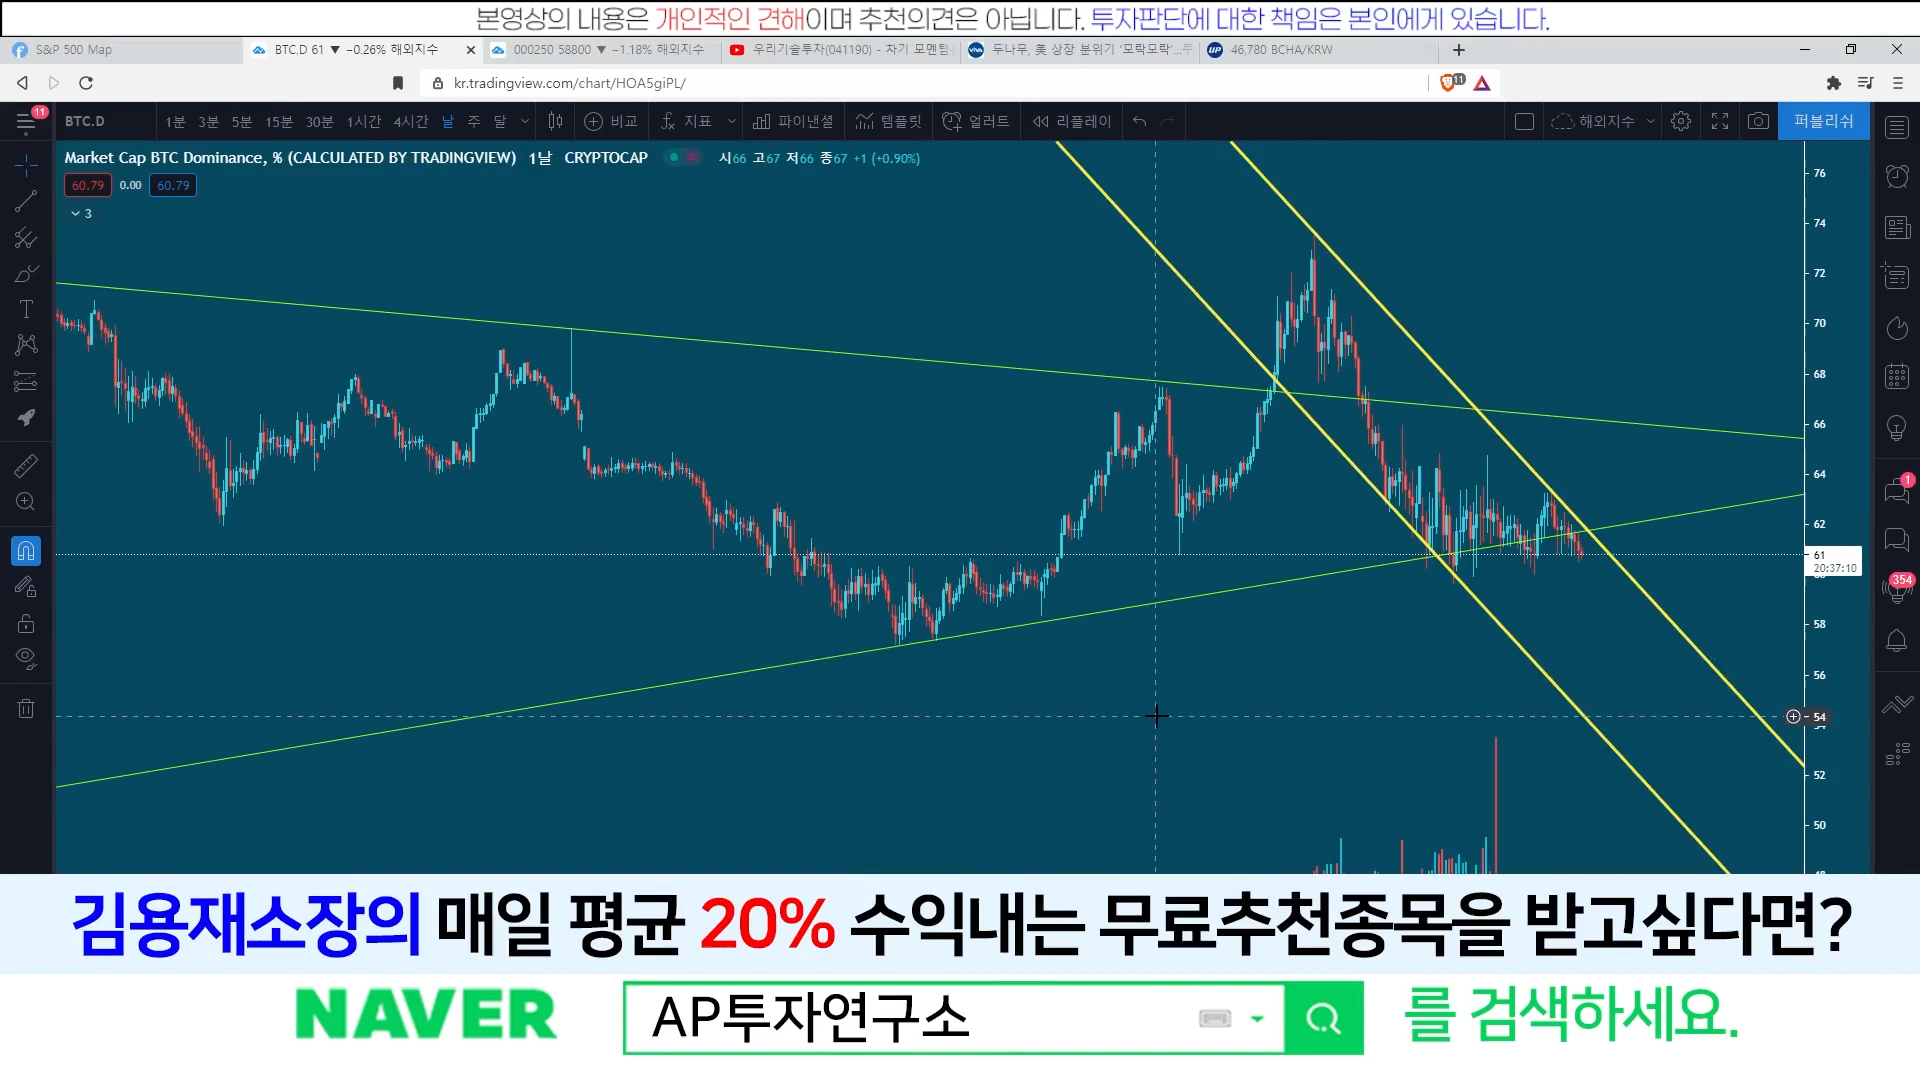 본영상의 내용은 개인적인 견해이며 추천의견은 아닙니다. 투자판단에 대한 책임은 본인에게 있습니다.
S&P 500 Map
BTC.D 61 ▼ −0.26% 해외지수
000250 58800 ▼ −1.18% 해외지수
우리기술투자(041190) - 차기 모멘텀
두나무, 美 상장 분위기 '모락모락'...
46,780 BCHA/KRW
kr.tradingview.com/chart/HOA5giPL/
11
11
BTC.D
1분 3분 5분 15분 30분 1시간 4시간 날 주 달
비교 지표 파이낸셜 템플릿 얼러트 리플레이
해외지수
퍼블리쉬
Market Cap BTC Dominance, % (CALCULATED BY TRADINGVIEW) 1날 CRYPTOCAP
시66 고67 저66 종67 +1 (+0.90%)
60.79 0.00 60.79
3
76
74
72
70
68
66
64
62
61
20:37:10
58
56
54
52
50
1
354
김용재소장의 매일 평균 20% 수익내는 무료추천종목을 받고싶다면?
NAVER AP투자연구소 를 검색하세요.